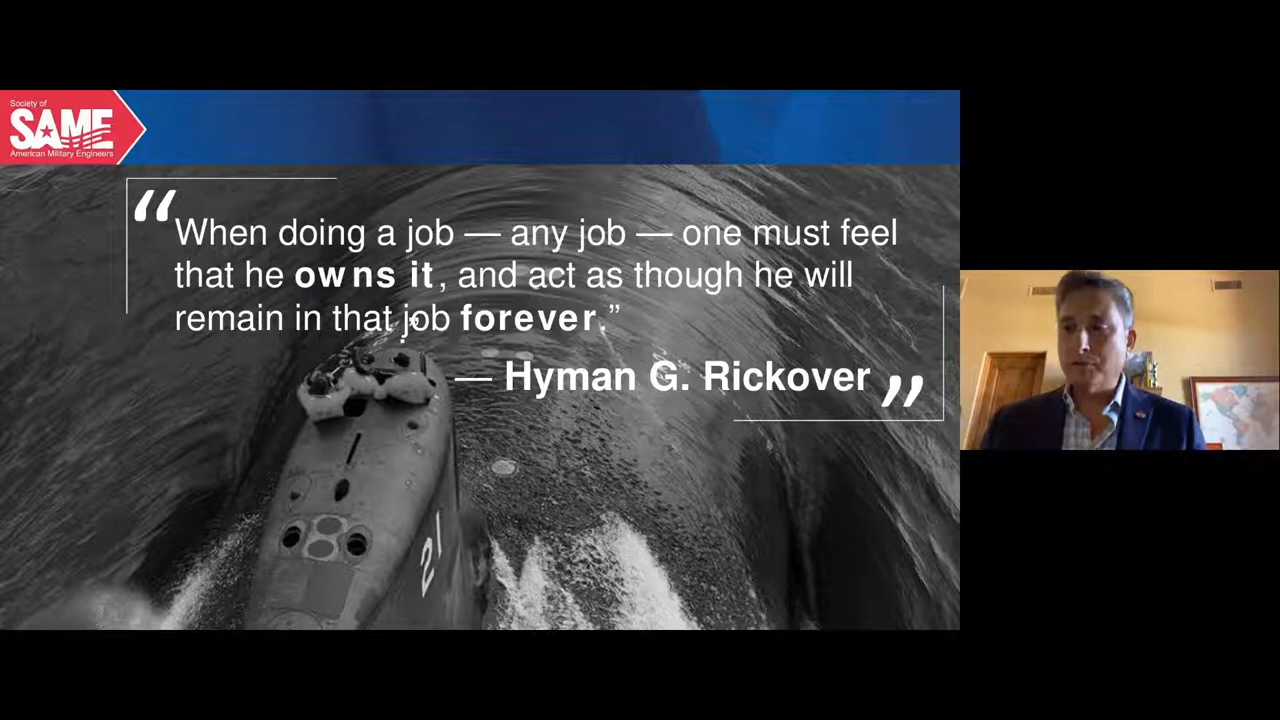 Society of
SAME
American Military Engineers
“When doing a job — any job — one must feel
that he owns it, and act as though he will
remain in that job forever.”
— Hyman G. Rickover ”
21